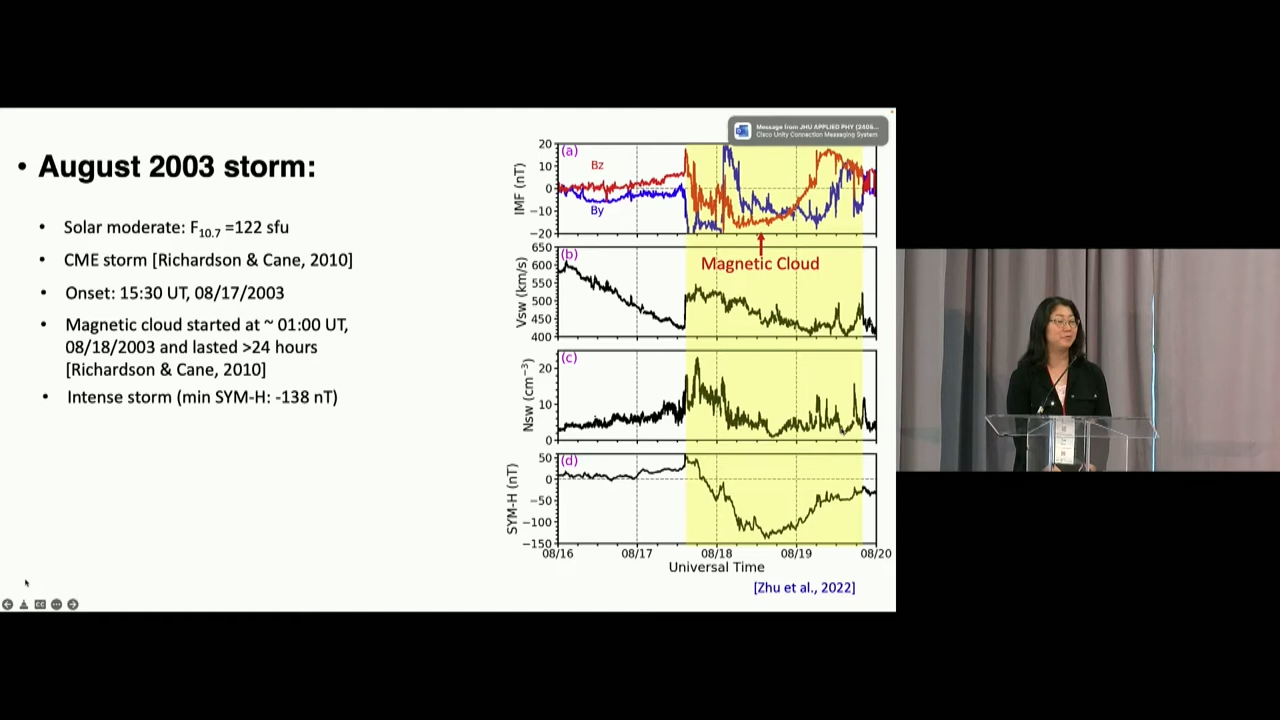 Message from JHU APPLIED PHY (2406...
Cisco Unity Connection Messaging System
• August 2003 storm:
• Solar moderate: F10.7 =122 sfu
• CME storm [Richardson & Cane, 2010]
• Onset: 15:30 UT, 08/17/2003
• Magnetic cloud started at ~ 01:00 UT,
08/18/2003 and lasted >24 hours
[Richardson & Cane, 2010]
• Intense storm (min SYM-H: -138 nT)
(a)
Bz
By
IMF (nT)
20
10
0
−10
−20
Magnetic Cloud
(b)
Vsw (km/s)
650
600
550
500
450
400
(c)
Nsw (cm−3)
20
10
0
(d)
SYM-H (nT)
50
0
−50
−100
−150
08/16 08/17 08/18 08/19 08/20
Universal Time
[Zhu et al., 2022]